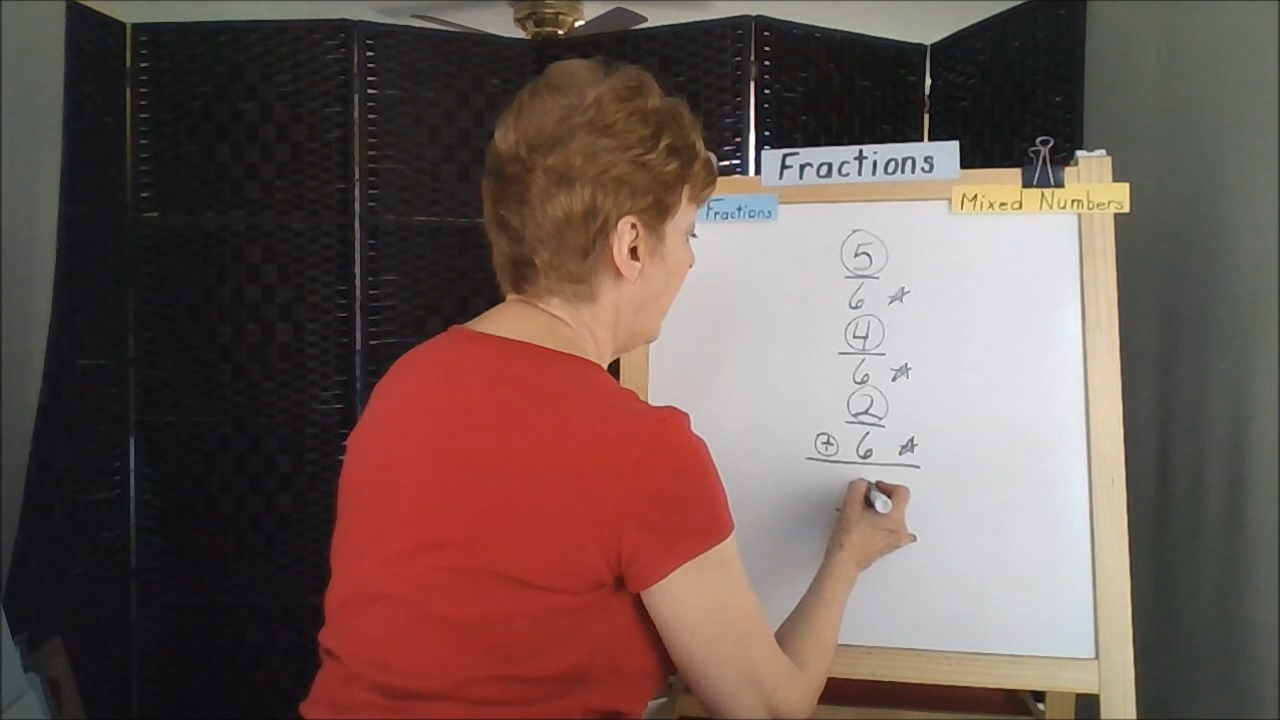 Fractions
Fractions
Mixed Numbers
5
6 ☆
4
6 ☆
2
+ 6 ☆